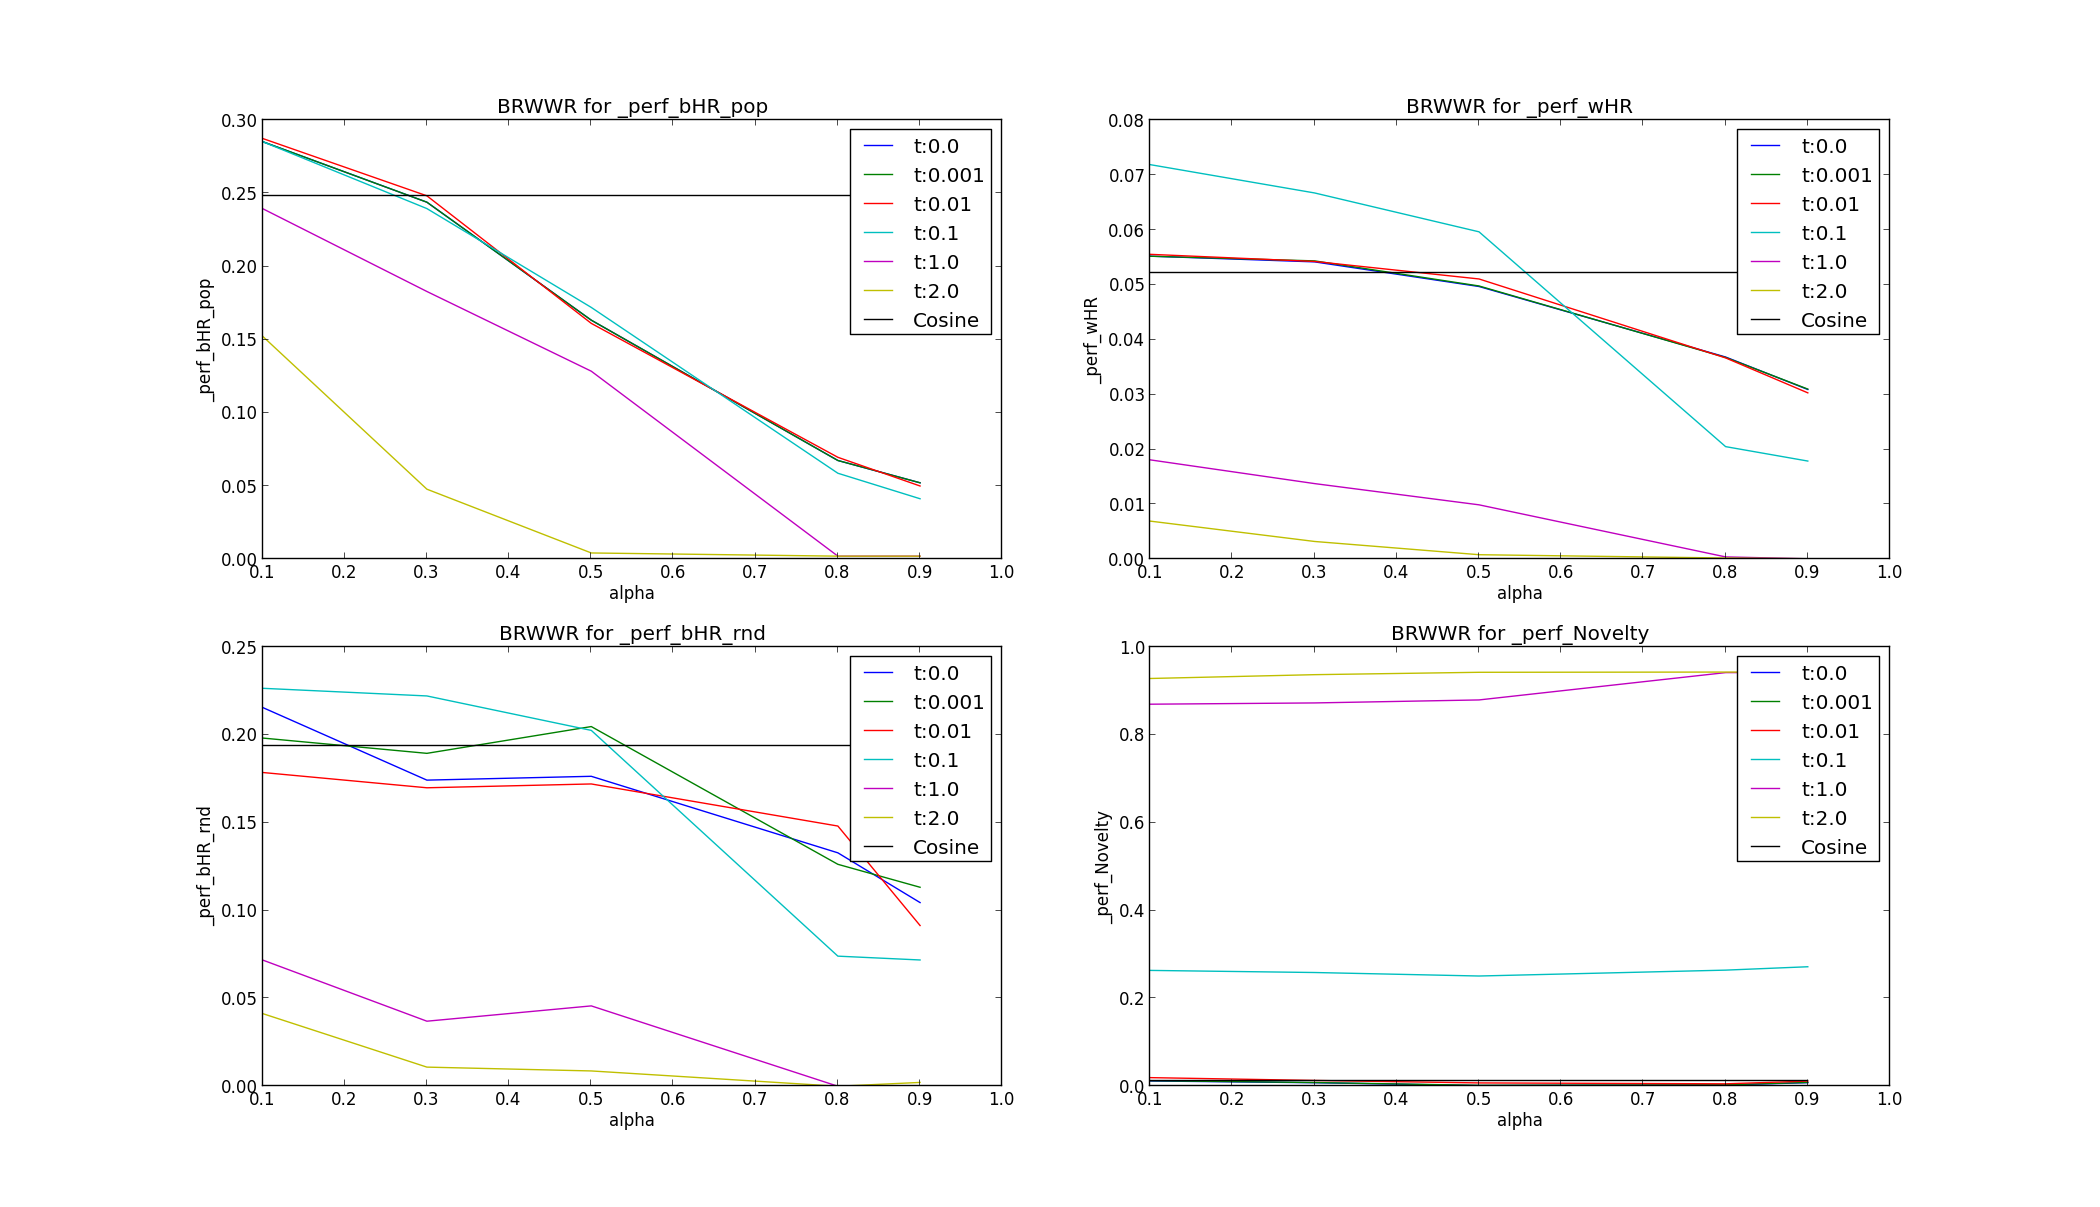 BRWWR for _perf_bHR_pop
0.30
0.25
0.20
0.15
0.10
0.05
0.00
_perf_bHR_pop
0.1 0.2 0.3 0.4 0.5 0.6 0.7 0.8 0.9 1.0
alpha
t:0.0
t:0.001
t:0.01
t:0.1
t:1.0
t:2.0
Cosine
BRWWR for _perf_wHR
0.08
0.07
0.06
0.05
0.04
0.03
0.02
0.01
0.00
_perf_wHR
0.1 0.2 0.3 0.4 0.5 0.6 0.7 0.8 0.9 1.0
alpha
t:0.0
t:0.001
t:0.01
t:0.1
t:1.0
t:2.0
Cosine
BRWWR for _perf_bHR_rnd
0.25
0.20
0.15
0.10
0.05
0.00
_perf_bHR_rnd
0.1 0.2 0.3 0.4 0.5 0.6 0.7 0.8 0.9 1.0
alpha
t:0.0
t:0.001
t:0.01
t:0.1
t:1.0
t:2.0
Cosine
BRWWR for _perf_Novelty
1.0
0.8
0.6
0.4
0.2
0.0
_perf_Novelty
0.1 0.2 0.3 0.4 0.5 0.6 0.7 0.8 0.9 1.0
alpha
t:0.0
t:0.001
t:0.01
t:0.1
t:1.0
t:2.0
Cosine